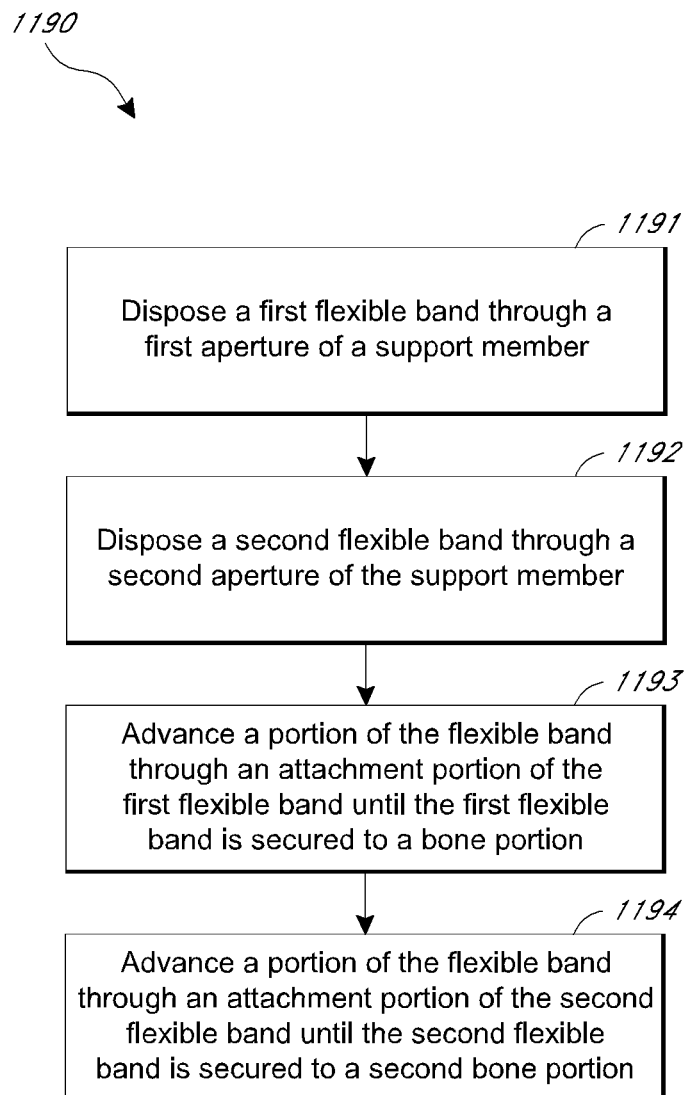 1190
1191
Dispose a first flexible band through a
first aperture of a support member
1192
Dispose a second flexible band through a
second aperture of the support member
1193
Advance a portion of the flexible band
through an attachment portion of the
first flexible band until the first flexible
band is secured to a bone portion
1194
Advance a portion of the flexible band
through an attachment portion of the second
flexible band until the second flexible
band is secured to a second bone portion